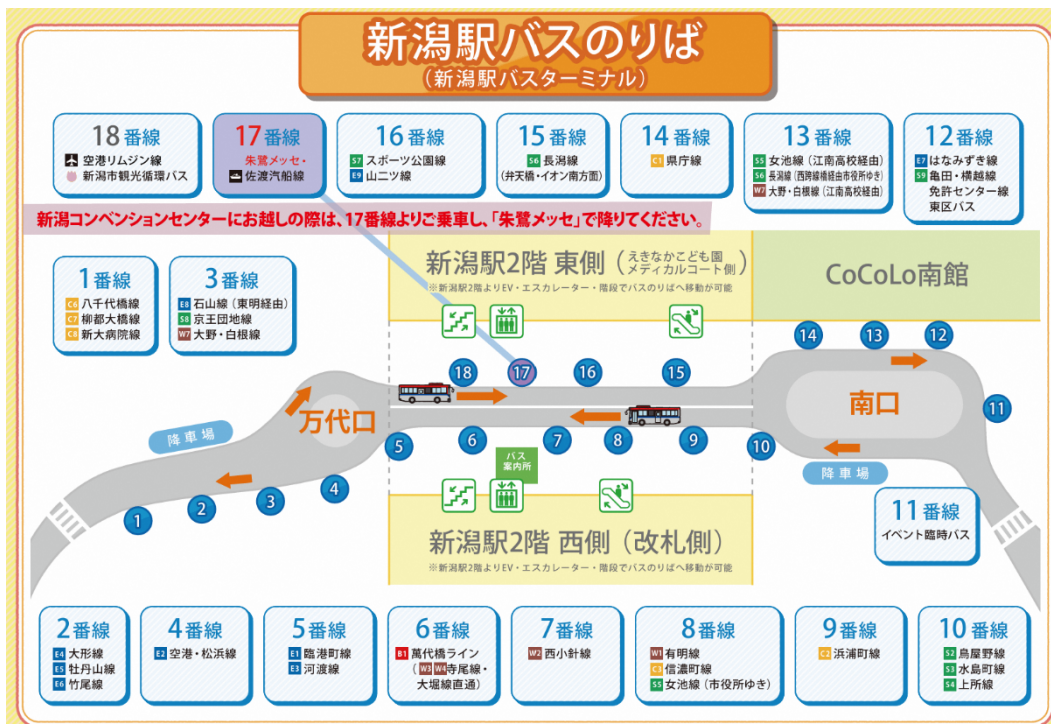 新潟駅バスのりば
(新潟駅バスターミナル)
18番線
空港リムジン線
新潟市観光循環バス
17番線
朱鷺メッセ・
佐渡汽船線
16番線
S7 スポーツ公園線
E9 山二ツ線
15番線
S6 長潟線
(弁天橋・イオン南方面)
14番線
C1 県庁線
13番線
S5 女池線(江南高校経由)
S6 長潟線(西跨線橋経由市役所ゆき)
W7 大野・白根線(江南高校経由)
12番線
E7 はなみずき線
S9 亀田・横越線
免許センター線
東区バス
新潟コンベンションセンターにお越しの際は、17番線よりご乗車し、「朱鷺メッセ」で降りてください。
1番線
C6 八千代橋線
C7 柳都大橋線
C8 新大病院線
3番線
E8 石山線(東明経由)
S8 京王団地線
W7 大野・白根線
新潟駅2階 東側(えきなかこども園
メディカルコート側)
※新潟駅2階よりEV・エスカレーター・階段でバスのりばへ移動が可能
CoCoLo南館
14
13
12
18
17
16
15
11
万代口
南口
降車場
5
6
7
8
9
10
バス
案内所
降車場
1
2
3
4
新潟駅2階 西側(改札側)
※新潟駅2階よりEV・エスカレーター・階段でバスのりばへ移動が可能
11番線
イベント臨時バス
2番線
E4 大形線
E5 牡丹山線
E6 竹尾線
4番線
E2 空港・松浜線
5番線
E1 臨港町線
E3 河渡線
6番線
B1 萬代橋ライン
(W3 W4 寺尾線・
大堀線直通)
7番線
W2 西小針線
8番線
W1 有明線
C3 信濃町線
S5 女池線(市役所ゆき)
9番線
C2 浜浦町線
10番線
S2 鳥屋野線
S3 水島町線
S4 上所線